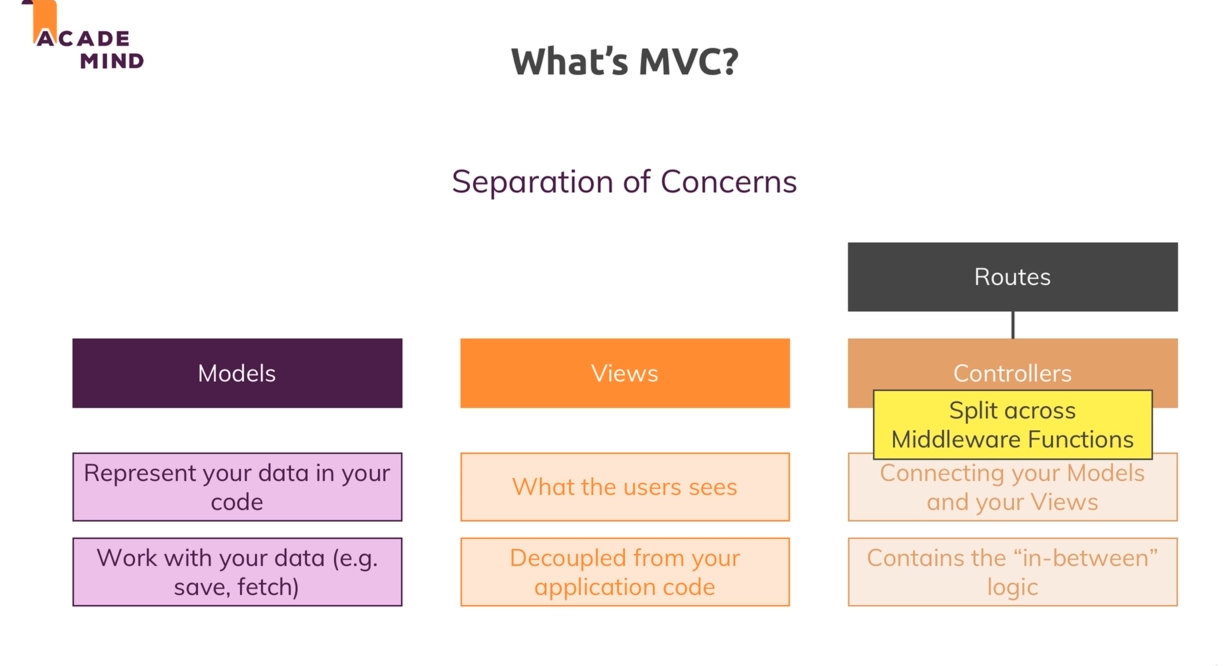 ACADE
MIND
What's MVC?
Separation of Concerns
Routes
Models
Views
Controllers
Split across
Middleware Functions
Represent your data in your
code
What the users sees
Connecting your Models
and your Views
Work with your data (e.g.
save, fetch)
Decoupled from your
application code
Contains the “in-between”
logic